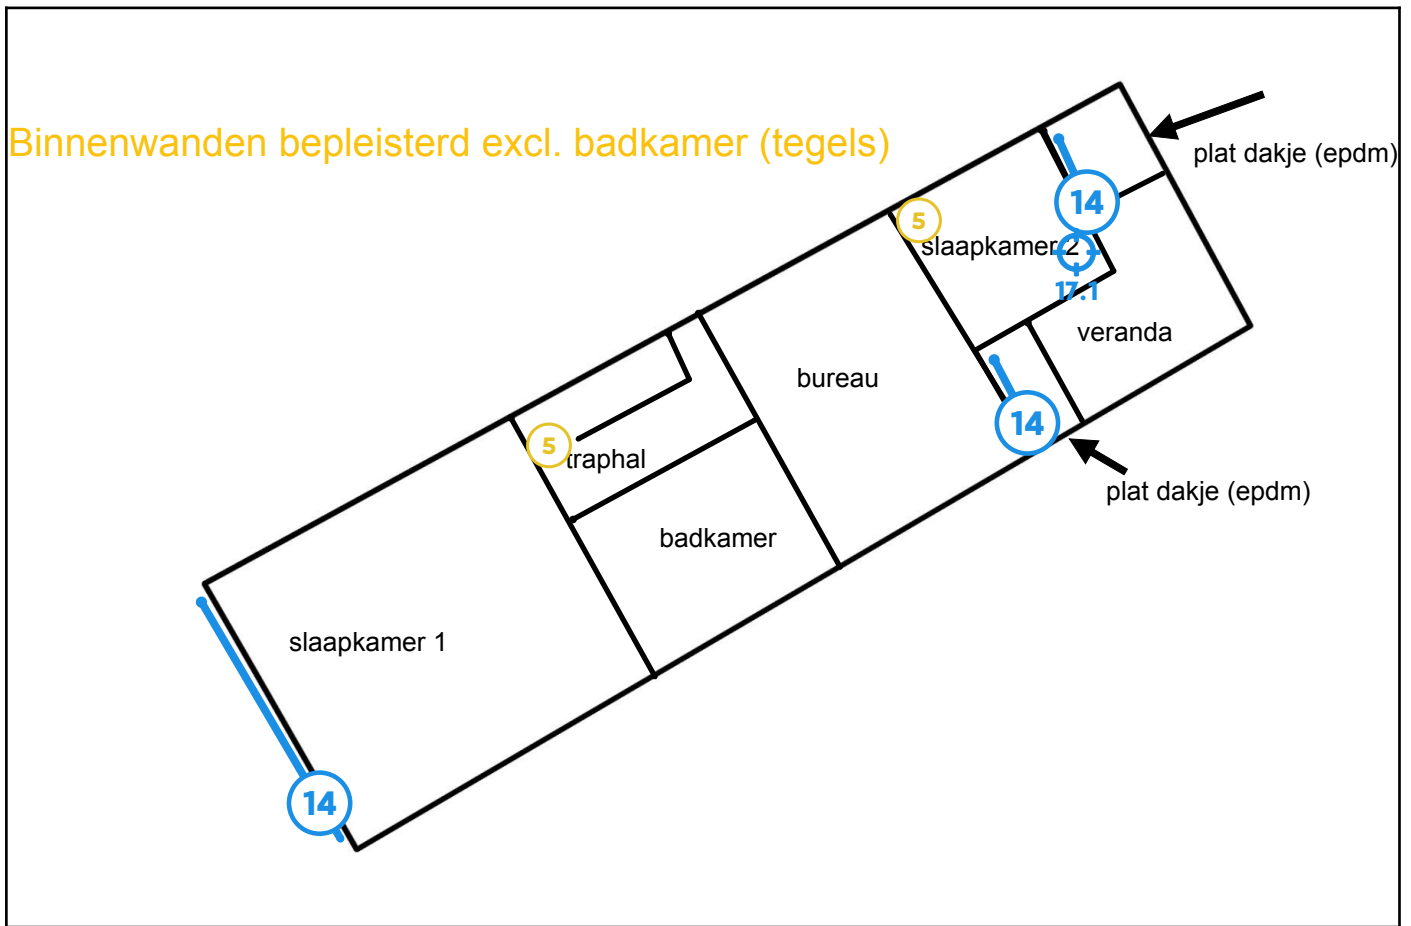 Binnenwanden bepleisterd excl. badkamer (tegels)
plat dakje (epdm)
14
5
slaapkamer 2
17.1
veranda
bureau
14
5
traphal
plat dakje (epdm)
badkamer
slaapkamer 1
14